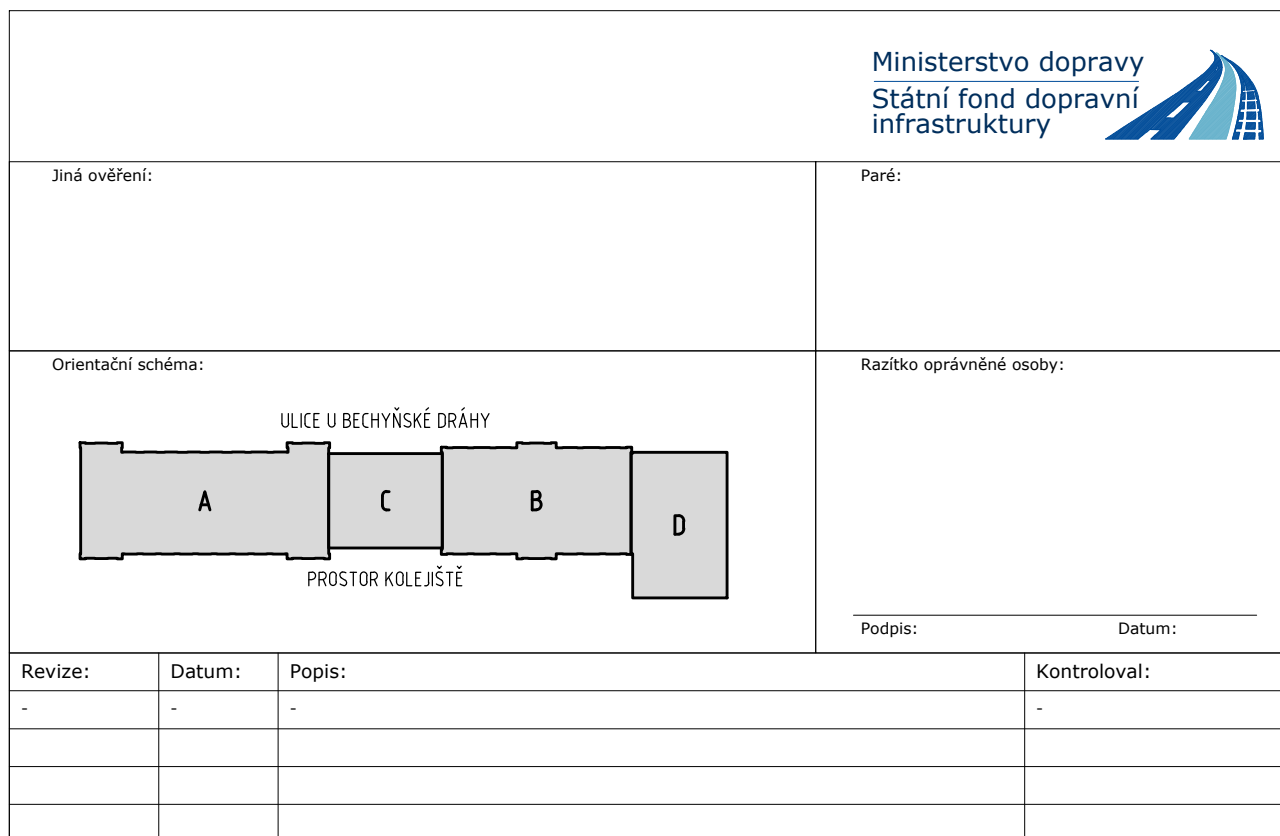 Ministerstvo dopravy
Státní fond dopravní
infrastruktury
Jiná ověření:
Paré:
Orientační schéma:
Razítko oprávněné osoby:
ULICE U BECHYŇSKÉ DRÁHY
A
C
B
D
PROSTOR KOLEJIŠTĚ
Podpis: Datum:
Revize: Datum: Popis: Kontroloval:
- - - -